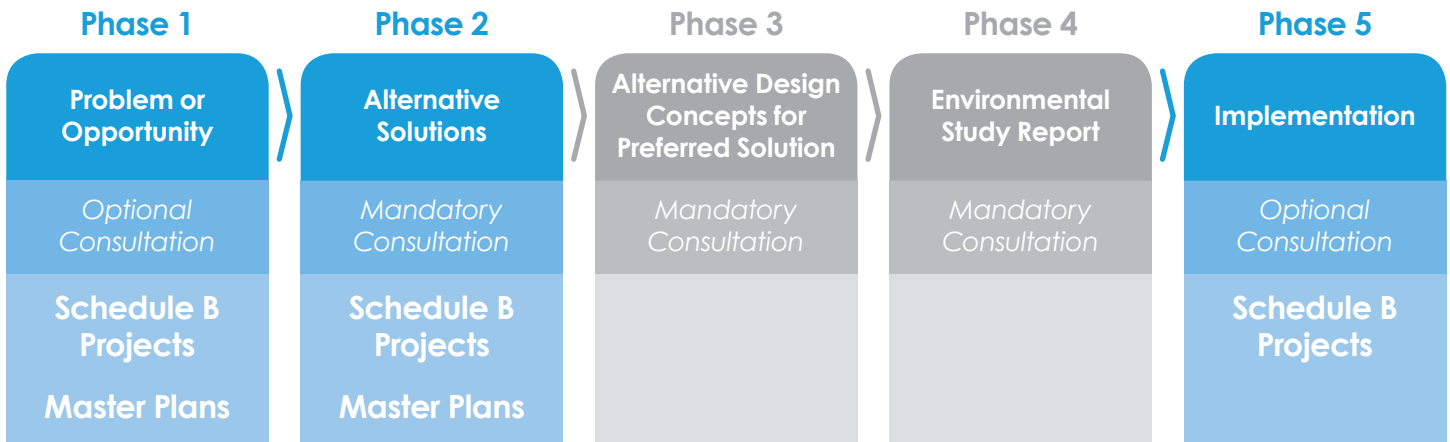 Phase 1
Phase 2
Phase 3
Phase 4
Phase 5
Problem or
Opportunity
Alternative
Solutions
Alternative Design
Concepts for
Preferred Solution
Environmental
Study Report
Implementation
Optional
Consultation
Mandatory
Consultation
Mandatory
Consultation
Mandatory
Consultation
Optional
Consultation
Schedule B
Projects
Master Plans
Schedule B
Projects
Master Plans
Schedule B
Projects